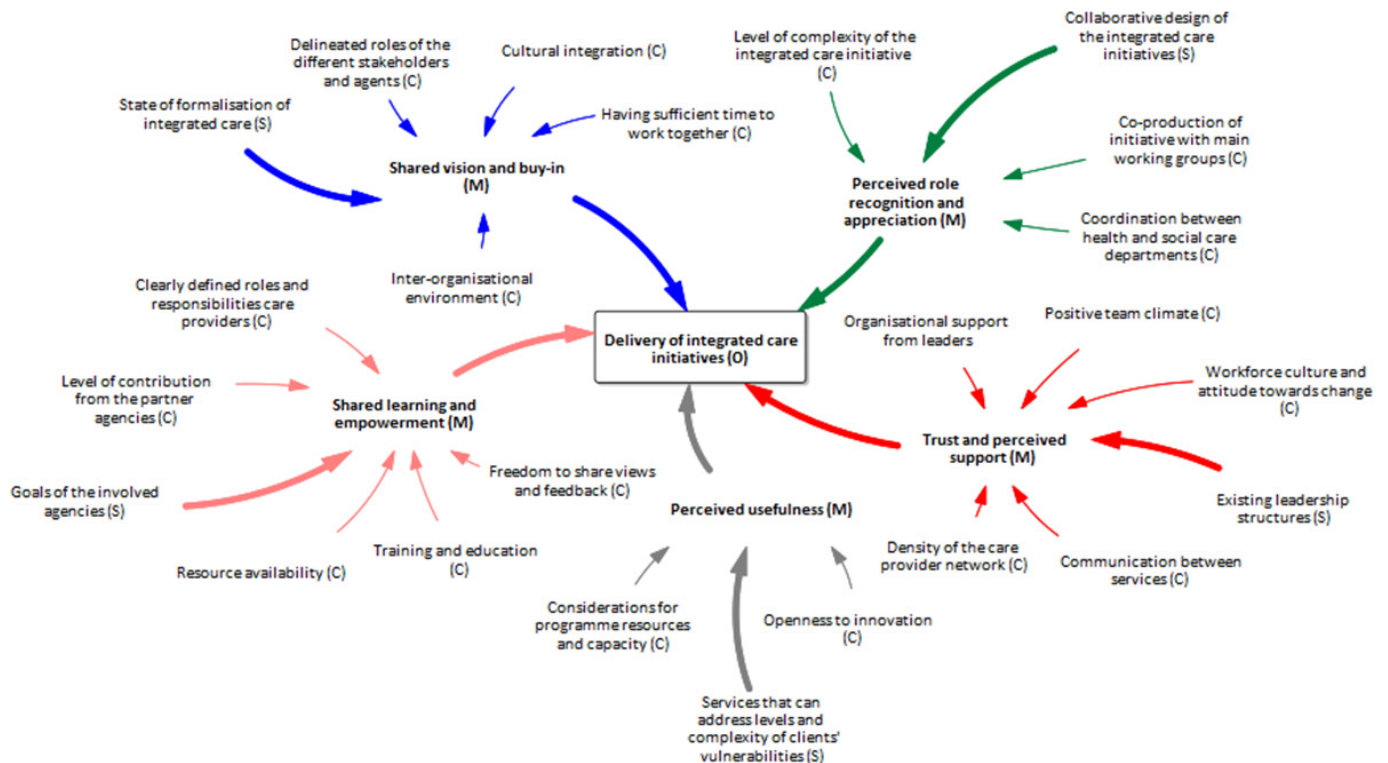 Delineated roles of the
different stakeholders
and agents (C)
Cultural integration (C)
State of formalisation of
integrated care (S)
Having sufficient time to
work together (C)
Shared vision and buy-in
(M)
Inter-organisational
environment (C)
Level of complexity of the
integrated care initiative
(C)
Collaborative design of
the integrated care
initiatives (S)
Co-production of
initiative with main
working groups (C)
Perceived role
recognition and
appreciation (M)
Coordination between
health and social care
departments (C)
Clearly defined roles and
responsibilities care
providers (C)
Level of contribution
from the partner
agencies (C)
Shared learning and
empowerment (M)
Goals of the involved
agencies (S)
Freedom to share views
and feedback (C)
Resource availability (C)
Training and education
(C)
Delivery of integrated care
initiatives (O)
Organisational support
from leaders
Positive team climate (C)
Workforce culture and
attitude towards change
(C)
Trust and perceived
support (M)
Existing leadership
structures (S)
Density of the care
provider network (C)
Communication between
services (C)
Perceived usefulness (M)
Considerations for
programme resources
and capacity (C)
Openness to innovation
(C)
Services that can
address levels and
complexity of clients'
vulnerabilities (S)